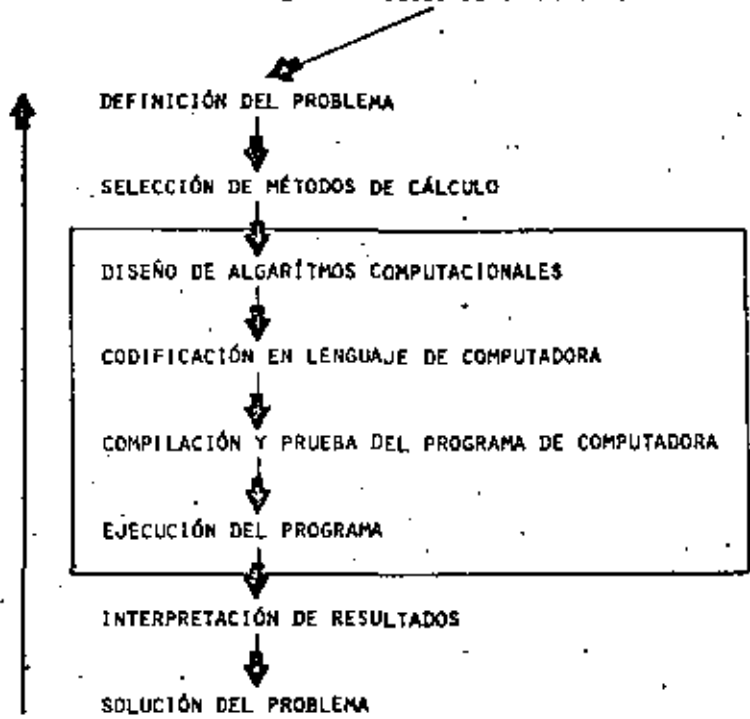 DEFINICIÓN DEL PROBLEMA
SELECCIÓN DE MÉTODOS DE CÁLCULO
DISEÑO DE ALGARÍTMOS COMPUTACIONALES
CODIFICACIÓN EN LENGUAJE DE COMPUTADORA
COMPILACIÓN Y PRUEBA DEL PROGRAMA DE COMPUTADORA
EJECUCIÓN DEL PROGRAMA
INTERPRETACIÓN DE RESULTADOS
SOLUCIÓN DEL PROBLEMA